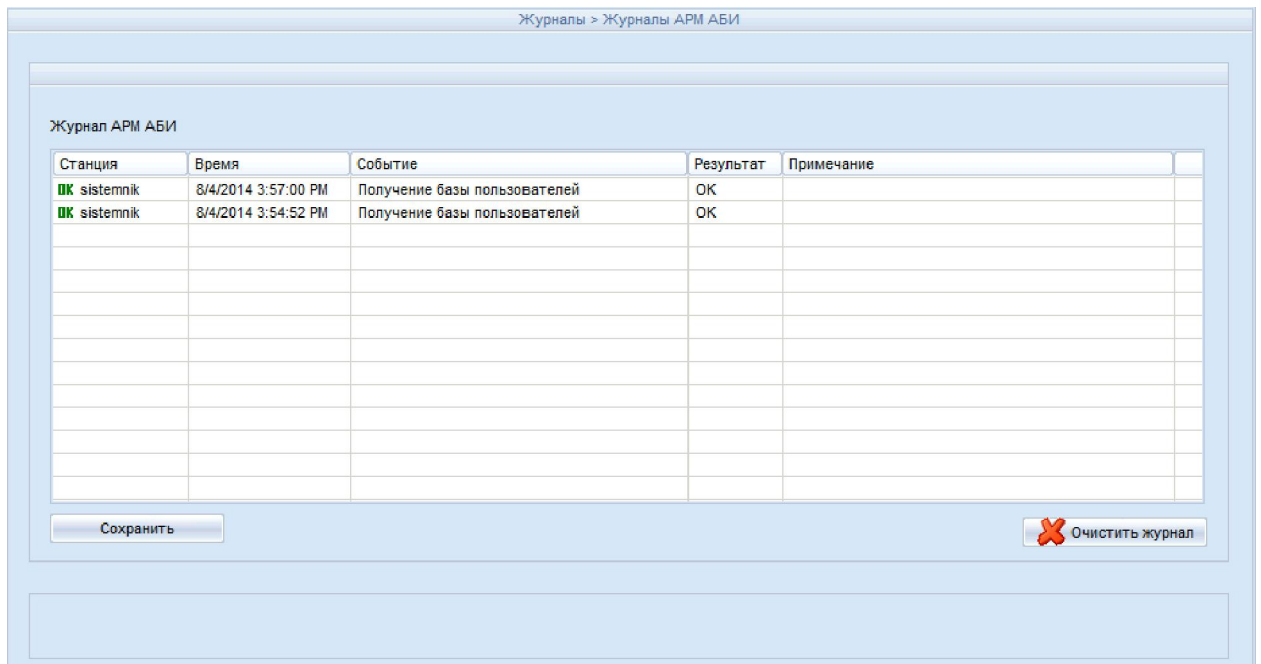 Журналы > Журналы АРМ АБИ
Журнал АРМ АБИ
Станция Время Событие Результат Примечание
OK sistemnik 8/4/2014 3:57:00 PM Получение базы пользователей OK
OK sistemnik 8/4/2014 3:54:52 PM Получение базы пользователей OK
Сохранить Очистить журнал